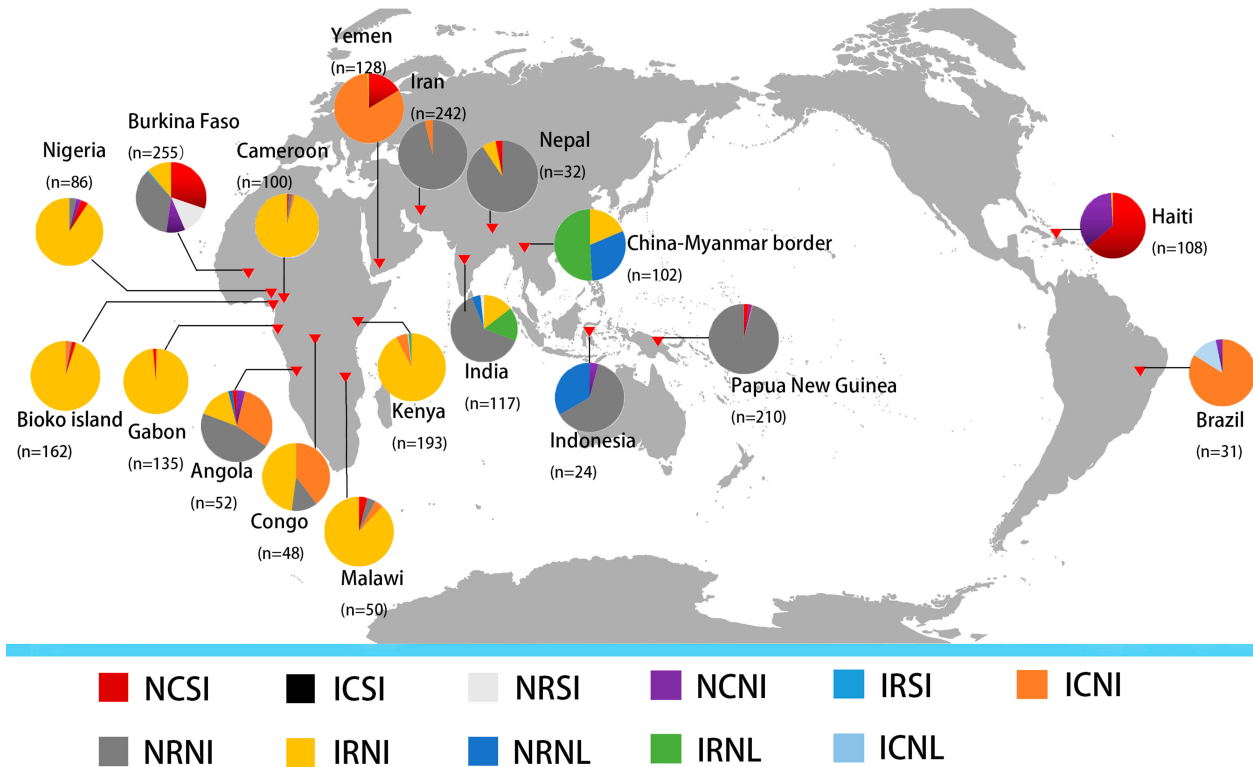 Yemen
(n=128)
Iran
(n=242)
Burkina Faso
(n=255)
Nepal
(n=32)
Nigeria
(n=86)
Cameroon
(n=100)
Haiti
(n=108)
China-Myanmar border
(n=102)
India
(n=117)
Papua New Guinea
(n=210)
Kenya
(n=193)
Bioko island
(n=162)
Gabon
(n=135)
Angola
(n=52)
Congo
(n=48)
Malawi
(n=50)
Indonesia
(n=24)
Brazil
(n=31)
NCSI
ICSI
NRSI
NCNI
IRSI
ICNI
NRNI
IRNI
NRNL
IRNL
ICNL